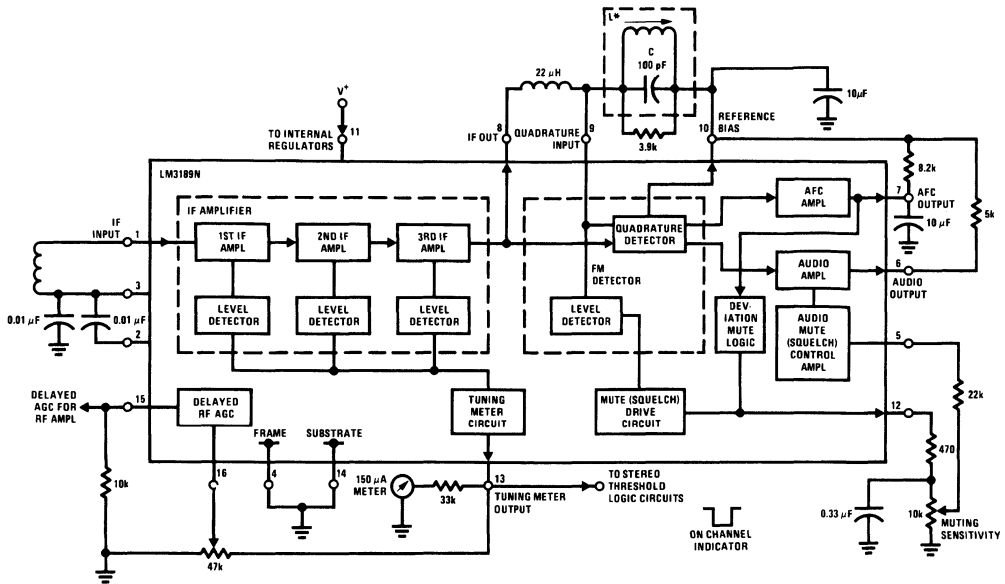 L*
C
100 pF
22 µH
3.9k
10µF
V+
11
TO INTERNAL
REGULATORS
8
IF OUT
QUADRATURE
INPUT
9
10
REFERENCE
BIAS
LM3189N
8.2k
7
AFC
OUTPUT
10 µF
5k
IF
INPUT
1
IF AMPLIFIER
1ST IF
AMPL
2ND IF
AMPL
3RD IF
AMPL
QUADRATURE
DETECTOR
AFC
AMPL
FM
DETECTOR
AUDIO
AMPL
6
AUDIO
OUTPUT
3
0.01 µF
0.01 µF
2
LEVEL
DETECTOR
LEVEL
DETECTOR
LEVEL
DETECTOR
LEVEL
DETECTOR
DEV-
IATION
MUTE
LOGIC
AUDIO
MUTE
(SQUELCH)
CONTROL
AMPL
5
22k
DELAYED
AGC FOR
RF AMPL
15
DELAYED
RF AGC
FRAME
SUBSTRATE
TUNING
METER
CIRCUIT
MUTE (SQUELCH)
DRIVE
CIRCUIT
12
470
10k
16
4
14
150 µA
METER
33k
13
TUNING METER
OUTPUT
TO STEREO
THRESHOLD
LOGIC CIRCUITS
ON CHANNEL
INDICATOR
0.33 µF
10k
MUTING
SENSITIVITY
47k